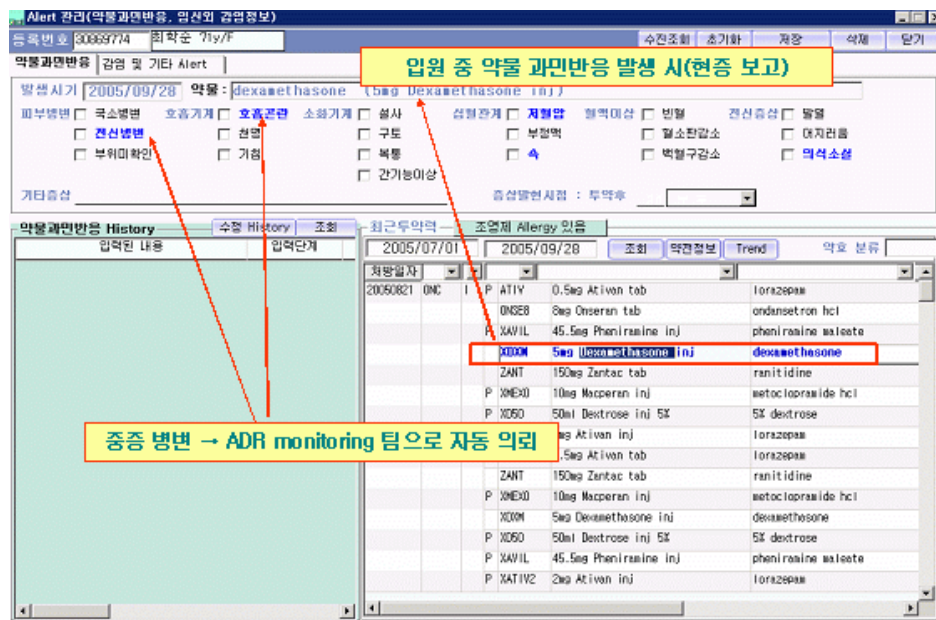 Alert 관리(약물과민반응, 임신외 감염정보)
등록번호 30869774 최학순 71y/F 수진조회 초기화 저장 삭제 닫기
약물과민반응 감염 및 기타 Alert
입원 중 약물 과민반응 발생 시(현증 보고)
발생시기 2005/09/28 약물: dexamethasone (5mg Dexamethasone inj)
피부병변 국소병변 호흡기계 호흡곤란 소화기계 설사 심혈관계 저혈압 혈액이상 빈혈 전신증상 발열
전신병변 천명 구토 부정맥 혈소판감소 어지러움
부위미확인 기침 복통 쇽 백혈구감소 의식소실
간기능이상
기타증상 증상발현시점 : 투약후
약물과민반응 History 수정 History 조회 최근투약력 조영제 Allergy 있음
입력된 내용 입력단계 2005/07/01 2005/09/28 조회 약전정보 Trend 약효 분류
처방일자
20050821 ONC I P ATIV 0.5mg Ativan tab lorazepam
ONSE8 8mg Onseran tab ondansetron hcl
P XAVIL 45.5mg Pheniramine inj pheniramine maleate
XDXM 5mg Dexamethasone inj dexamethasone
ZANT 150mg Zantac tab ranitidine
P XMEXO 10mg Macperan inj metoclopramide hcl
P XD50 50ml Dextrose inj 5% 5% dextrose
중증 병변 → ADR monitoring 팀으로 자동 의뢰
Ativan inj lorazepam
.5mg Ativan tab lorazepam
ZANT 150mg Zantac tab ranitidine
P XMEXO 10mg Macperan inj metoclopramide hcl
XDXM 5mg Dexamethasone inj dexamethasone
P XD50 50ml Dextrose inj 5% 5% dextrose
P XAVIL 45.5mg Pheniramine inj pheniramine maleate
P XATIV2 2mg Ativan inj lorazepam